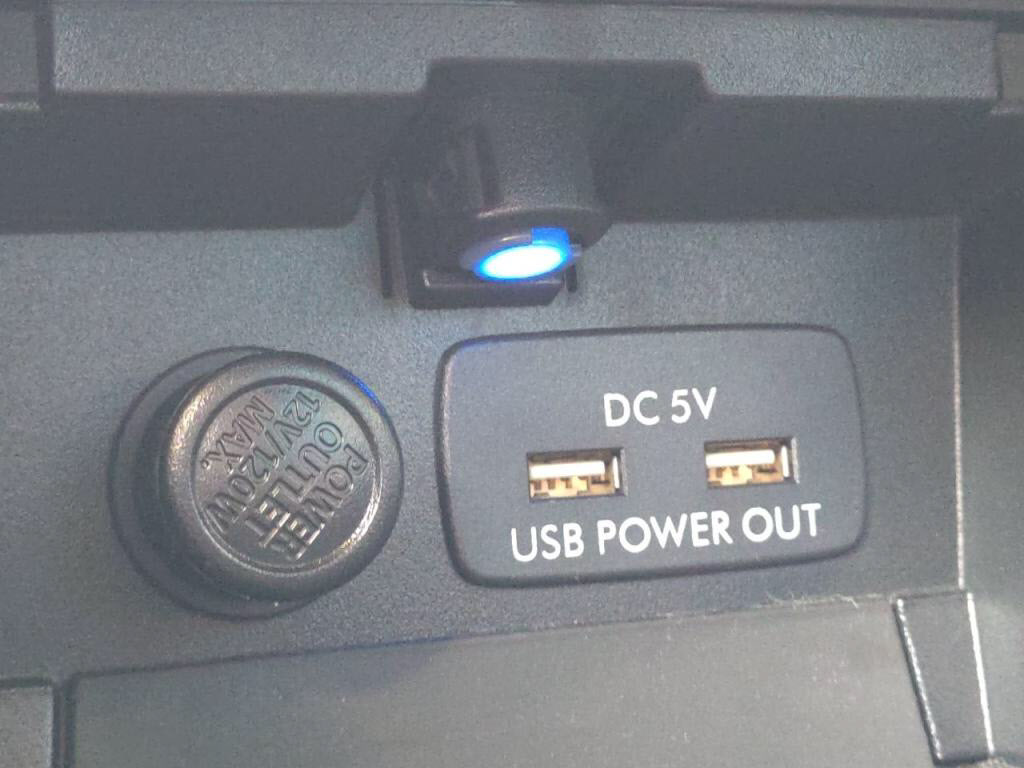 POWER
OUTLET
12V/120W
MAX.
DC 5V
USB POWER OUT